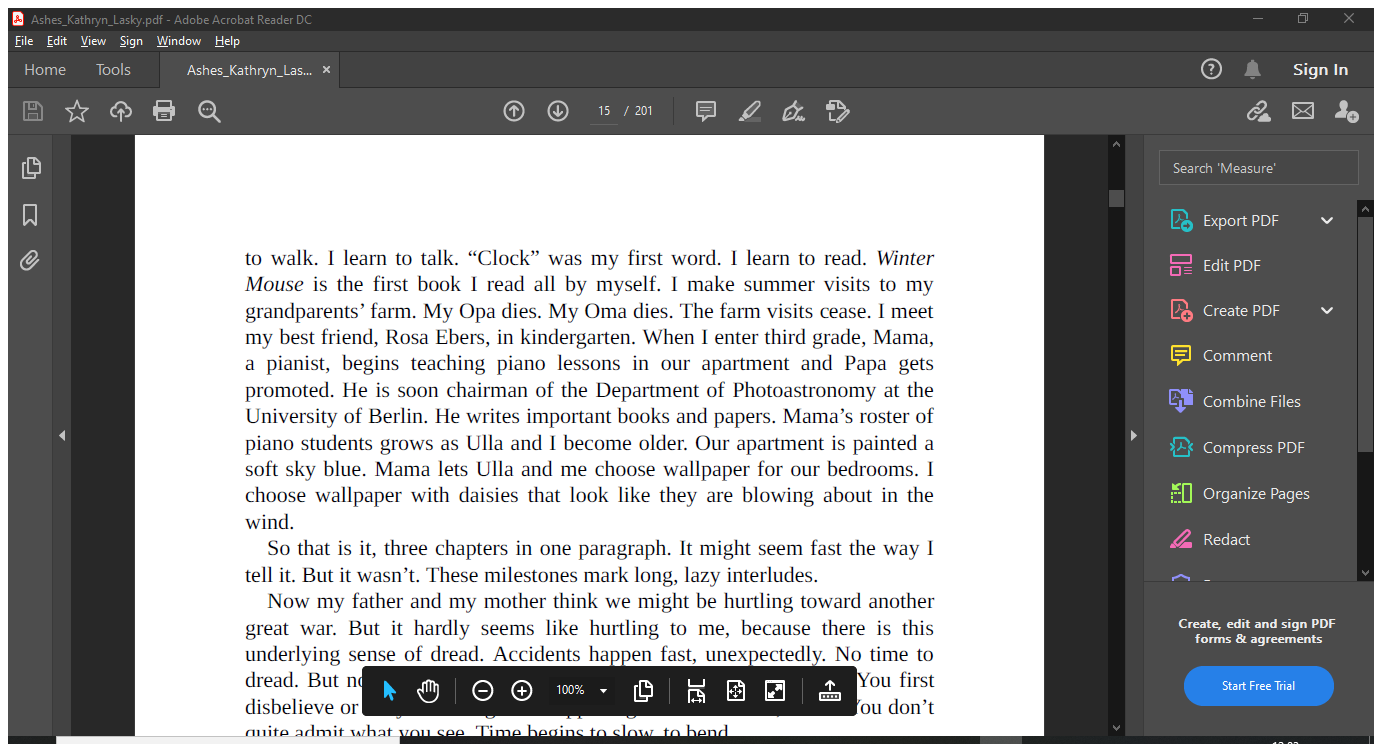 Ashes_Kathryn_Lasky.pdf - Adobe Acrobat Reader DC
File Edit View Sign Window Help
Home Tools Ashes_Kathryn_Las... × Sign In
15 / 201
Search 'Measure'
Export PDF
Edit PDF
Create PDF
Comment
Combine Files
Compress PDF
Organize Pages
Redact
Create, edit and sign PDF
forms & agreements
Start Free Trial
to walk. I learn to talk. “Clock” was my first word. I learn to read. Winter
Mouse is the first book I read all by myself. I make summer visits to my
grandparents’ farm. My Opa dies. My Oma dies. The farm visits cease. I meet
my best friend, Rosa Ebers, in kindergarten. When I enter third grade, Mama,
a pianist, begins teaching piano lessons in our apartment and Papa gets
promoted. He is soon chairman of the Department of Photoastronomy at the
University of Berlin. He writes important books and papers. Mama’s roster of
piano students grows as Ulla and I become older. Our apartment is painted a
soft sky blue. Mama lets Ulla and me choose wallpaper for our bedrooms. I
choose wallpaper with daisies that look like they are blowing about in the
wind.
So that is it, three chapters in one paragraph. It might seem fast the way I
tell it. But it wasn’t. These milestones mark long, lazy interludes.
Now my father and my mother think we might be hurtling toward another
great war. But it hardly seems like hurtling to me, because there is this
underlying sense of dread. Accidents happen fast, unexpectedly. No time to
dread. But You first
disbelieve or You don’t
quite admit what you see. Time begins to slow, to bend
100%